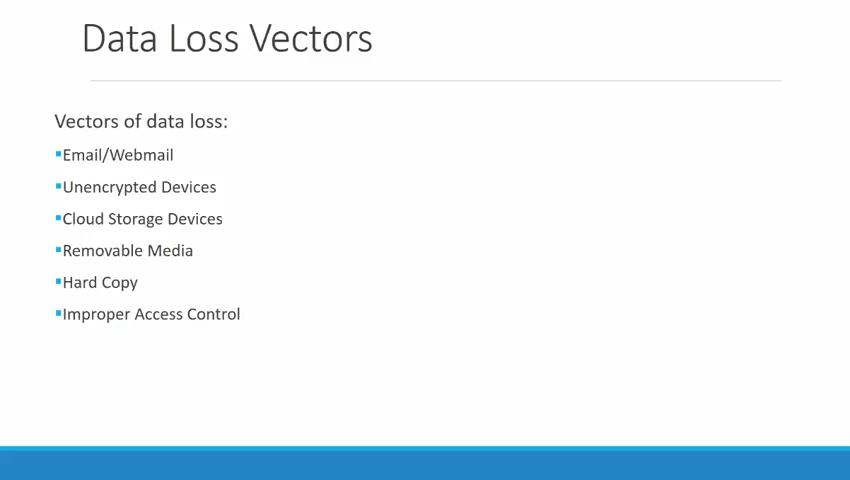 Data Loss Vectors
Vectors of data loss:
Email/Webmail
Unencrypted Devices
Cloud Storage Devices
Removable Media
Hard Copy
Improper Access Control